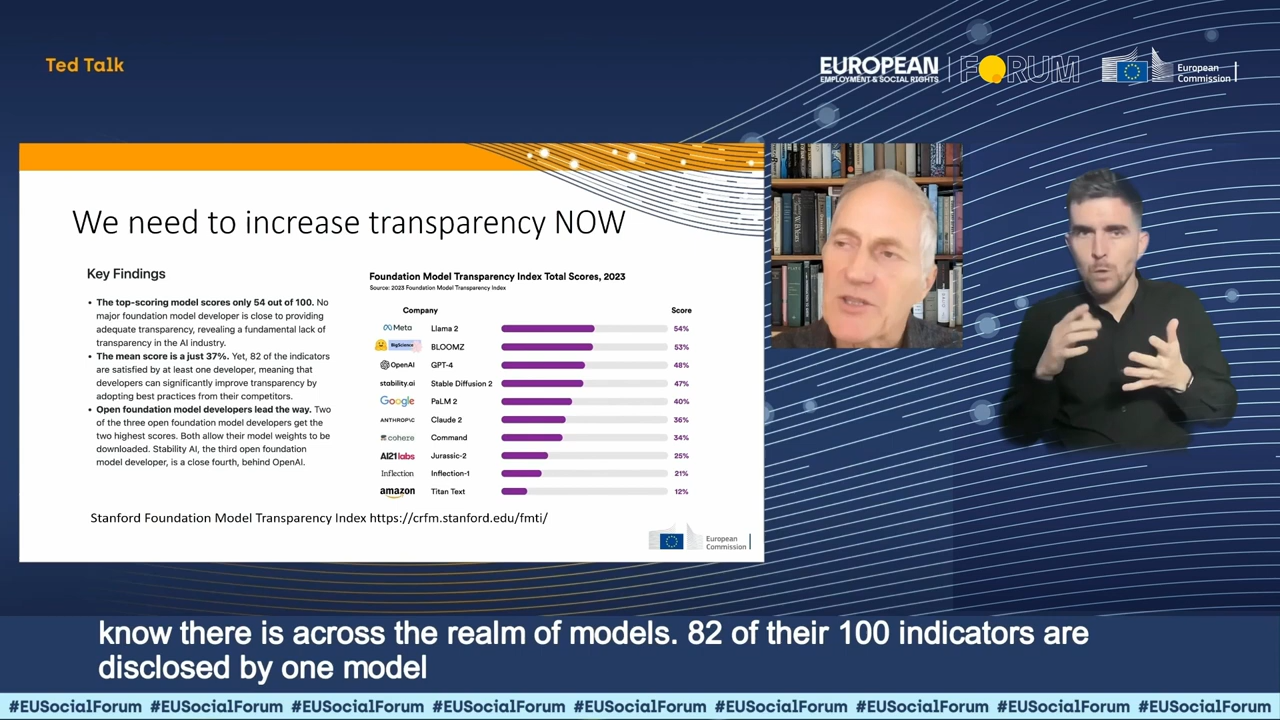 Ted Talk
EUROPEAN
EMPLOYMENT & SOCIAL RIGHTS
FORUM
European
Commission
We need to increase transparency NOW
Key Findings
• The top-scoring model scores only 54 out of 100. No
major foundation model developer is close to providing
adequate transparency, revealing a fundamental lack of
transparency in the AI industry.
• The mean score is a just 37%. Yet, 82 of the indicators
are satisfied by at least one developer, meaning that
developers can significantly improve transparency by
adopting best practices from their competitors.
• Open foundation model developers lead the way. Two
of the three open foundation model developers get the
two highest scores. Both allow their model weights to be
downloaded. Stability AI, the third open foundation
model developer, is a close fourth, behind OpenAI.
Foundation Model Transparency Index Total Scores, 2023
Source: 2023 Foundation Model Transparency Index
Company Score
Meta Llama 2 54%
BigScience BLOOMZ 53%
OpenAI GPT-4 48%
stability.ai Stable Diffusion 2 47%
Google PaLM 2 40%
ANTHROP\C Claude 2 36%
cohere Command 34%
AI21labs Jurassic-2 25%
Inflection Inflection-1 21%
amazon Titan Text 12%
Stanford Foundation Model Transparency Index https://crfm.stanford.edu/fmti/
European
Commission
know there is across the realm of models. 82 of their 100 indicators are
disclosed by one model
#EUSocialForum #EUSocialForum #EUSocialForum #EUSocialForum #EUSocialForum #EUSocialForum #EUSocialForum #EUSocialForum #EUSocialForum